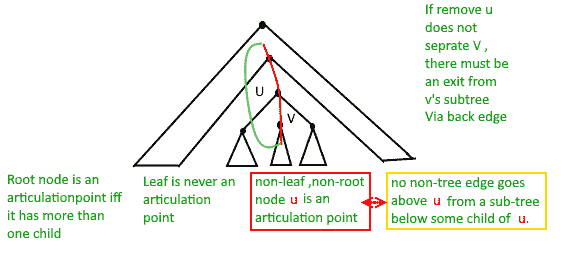 If remove u
does not
seprate V ,
there must be
an exit from
v's subtree
Via back edge
U
V
Root node is an
articulationpoint iff
it has more than
one child
Leaf is never an
articulation
point
non-leaf ,non-root
node u is an
articulation point
no non-tree edge goes
above u from a sub-tree
below some child of u.